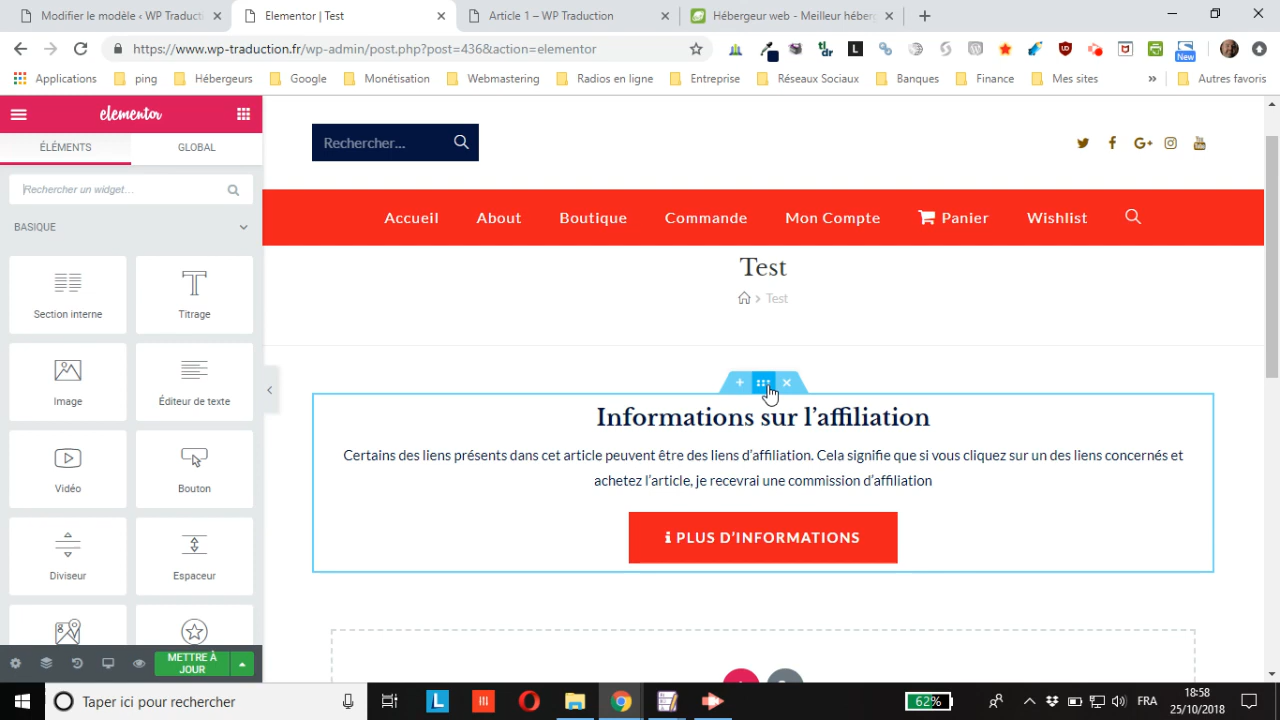 Modifier le modèle ‹ WP Traduct
Elementor | Test
Article 1 – WP Traduction
Hébergeur web - Meilleur héber
https://www.wp-traduction.fr/wp-admin/post.php?post=436&action=elementor
tl;dr
L
New
Applications
ping
Hébergeurs
Google
Monétisation
Webmastering
Radios en ligne
Entreprise
Réseaux Sociaux
Banques
Finance
Mes sites
»
Autres favoris
elementor
ÉLÉMENTS
GLOBAL
Rechercher un widget...
BASIQUE
Section interne
Titrage
Image
Éditeur de texte
Vidéo
Bouton
Diviseur
Espaceur
METTRE À
JOUR
Rechercher...
Accueil
About
Boutique
Commande
Mon Compte
Panier
Wishlist
Test
Test
Informations sur l'affiliation
Certains des liens présents dans cet article peuvent être des liens d'affiliation. Cela signifie que si vous cliquez sur un des liens concernés et
achetez l'article, je recevrai une commission d'affiliation
PLUS D'INFORMATIONS
Taper ici pour rechercher
L
62%
FRA
18:58
25/10/2018